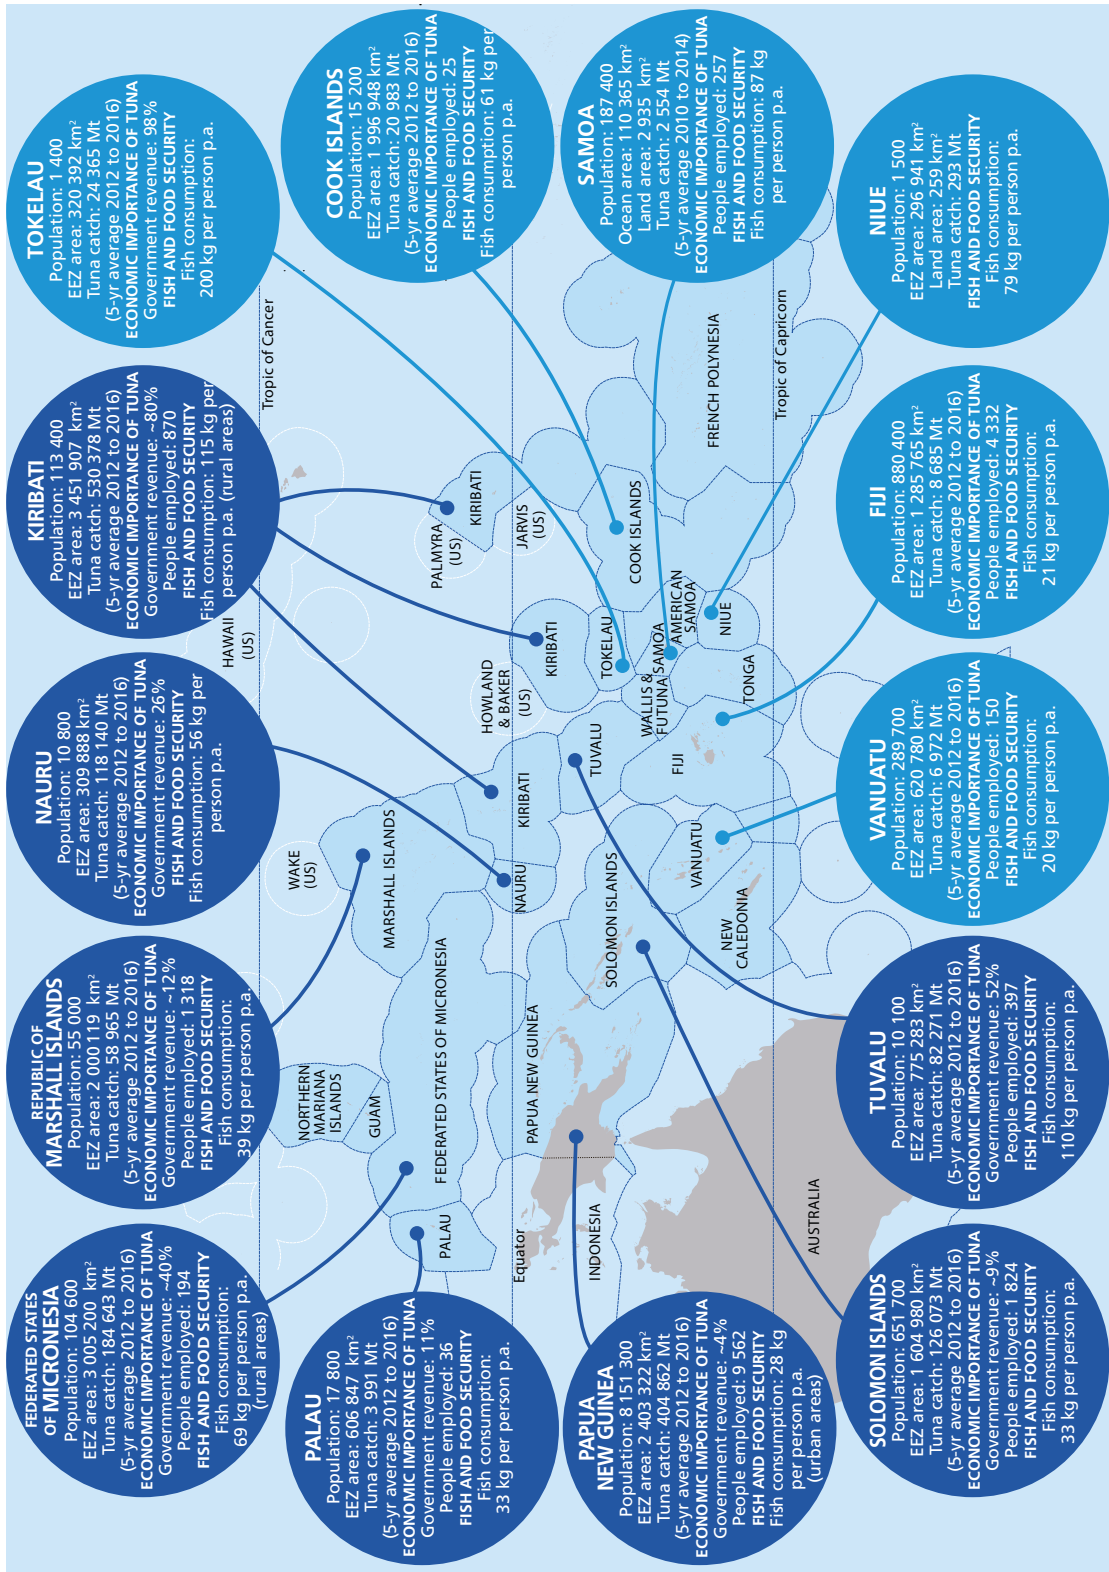 FEDERATED STATES
OF MICRONESIA
Population: 104 600
EEZ area: 3 005 200 km²
Tuna catch: 184 643 Mt
(5-yr average 2012 to 2016)
ECONOMIC IMPORTANCE OF TUNA
Government revenue: ~40%
People employed: 194
FISH AND FOOD SECURITY
Fish consumption:
69 kg per person p.a.
(rural areas)
REPUBLIC OF
MARSHALL ISLANDS
Population: 55 000
EEZ area: 2 000 119 km²
Tuna catch: 58 965 Mt
(5-yr average 2012 to 2016)
ECONOMIC IMPORTANCE OF TUNA
Government revenue: ~12%
People employed: 1 318
FISH AND FOOD SECURITY
Fish consumption:
39 kg per person p.a.
NAURU
Population: 10 800
EEZ area: 309 888 km²
Tuna catch: 118 140 Mt
(5-yr average 2012 to 2016)
ECONOMIC IMPORTANCE OF TUNA
Government revenue: 26%
FISH AND FOOD SECURITY
Fish consumption: 56 kg per
person p.a.
KIRIBATI
Population: 113 400
EEZ area: 3 451 907 km²
Tuna catch: 530 378 Mt
(5-yr average 2012 to 2016)
ECONOMIC IMPORTANCE OF TUNA
Government revenue: ~80%
People employed: 870
FISH AND FOOD SECURITY
Fish consumption: 115 kg per
person p.a. (rural areas)
TOKELAU
Population: 1 400
EEZ area: 320 392 km²
Tuna catch: 24 365 Mt
(5-yr average 2012 to 2016)
ECONOMIC IMPORTANCE OF TUNA
Government revenue: 98%
FISH AND FOOD SECURITY
Fish consumption:
200 kg per person p.a.
PALAU
Population: 17 800
EEZ area: 606 847 km²
Tuna catch: 3 991 Mt
(5-yr average 2012 to 2016)
ECONOMIC IMPORTANCE OF TUNA
Government revenue: 11%
People employed: 36
FISH AND FOOD SECURITY
Fish consumption:
33 kg per person p.a.
COOK ISLANDS
Population: 15 200
EEZ area: 1 996 948 km²
Tuna catch: 20 983 Mt
(5-yr average 2012 to 2016)
ECONOMIC IMPORTANCE OF TUNA
People employed: 25
FISH AND FOOD SECURITY
Fish consumption: 61 kg per
person p.a.
HAWAII
(US)
Tropic of Cancer
WAKE
(US)
NORTHERN
MARIANA
ISLANDS
GUAM
MARSHALL ISLANDS
PALAU
FEDERATED STATES OF MICRONESIA
PALMYRA
(US)
KIRIBATI
HOWLAND
& BAKER
(US)
JARVIS
(US)
Equator
NAURU
KIRIBATI
KIRIBATI
PAPUA NEW GUINEA
INDONESIA
SOLOMON ISLANDS
TUVALU
TOKELAU
COOK ISLANDS
WALLIS &
FUTUNA
SAMOA
AMERICAN
SAMOA
FIJI
VANUATU
NEW
CALEDONIA
NIUE
TONGA
FRENCH POLYNESIA
Tropic of Capricorn
AUSTRALIA
PAPUA
NEW GUINEA
Population: 8 151 300
EEZ area: 2 403 322 km²
Tuna catch: 404 862 Mt
(5-yr average 2012 to 2016)
ECONOMIC IMPORTANCE OF TUNA
Government revenue: ~4%
People employed: 9 562
FISH AND FOOD SECURITY
Fish consumption: 28 kg
per person p.a.
(urban areas)
SAMOA
Population: 187 400
Ocean area: 110 365 km²
Land area: 2 935 km²
Tuna catch: 2 554 Mt
(5-yr average 2010 to 2014)
ECONOMIC IMPORTANCE OF TUNA
People employed: 257
FISH AND FOOD SECURITY
Fish consumption: 87 kg
per person p.a.
SOLOMON ISLANDS
Population: 651 700
EEZ area: 1 604 980 km²
Tuna catch: 126 073 Mt
(5-yr average 2012 to 2016)
ECONOMIC IMPORTANCE OF TUNA
Government revenue: ~9%
People employed: 1 824
FISH AND FOOD SECURITY
Fish consumption:
33 kg per person p.a.
TUVALU
Population: 10 100
EEZ area: 775 283 km²
Tuna catch: 82 271 Mt
(5-yr average 2012 to 2016)
ECONOMIC IMPORTANCE OF TUNA
Government revenue: 52%
People employed: 397
FISH AND FOOD SECURITY
Fish consumption:
110 kg per person p.a.
VANUATU
Population: 289 700
EEZ area: 620 780 km²
Tuna catch: 6 972 Mt
(5-yr average 2012 to 2016)
ECONOMIC IMPORTANCE OF TUNA
People employed: 150
FISH AND FOOD SECURITY
Fish consumption:
20 kg per person p.a.
FIJI
Population: 880 400
EEZ area: 1 285 765 km²
Tuna catch: 8 685 Mt
(5-yr average 2012 to 2016)
ECONOMIC IMPORTANCE OF TUNA
People employed: 4 332
FISH AND FOOD SECURITY
Fish consumption:
21 kg per person p.a.
NIUE
Population: 1 500
EEZ area: 296 941 km²
Land area: 259 km²
Tuna catch: 293 Mt
FISH AND FOOD SECURITY
Fish consumption:
79 kg per person p.a.